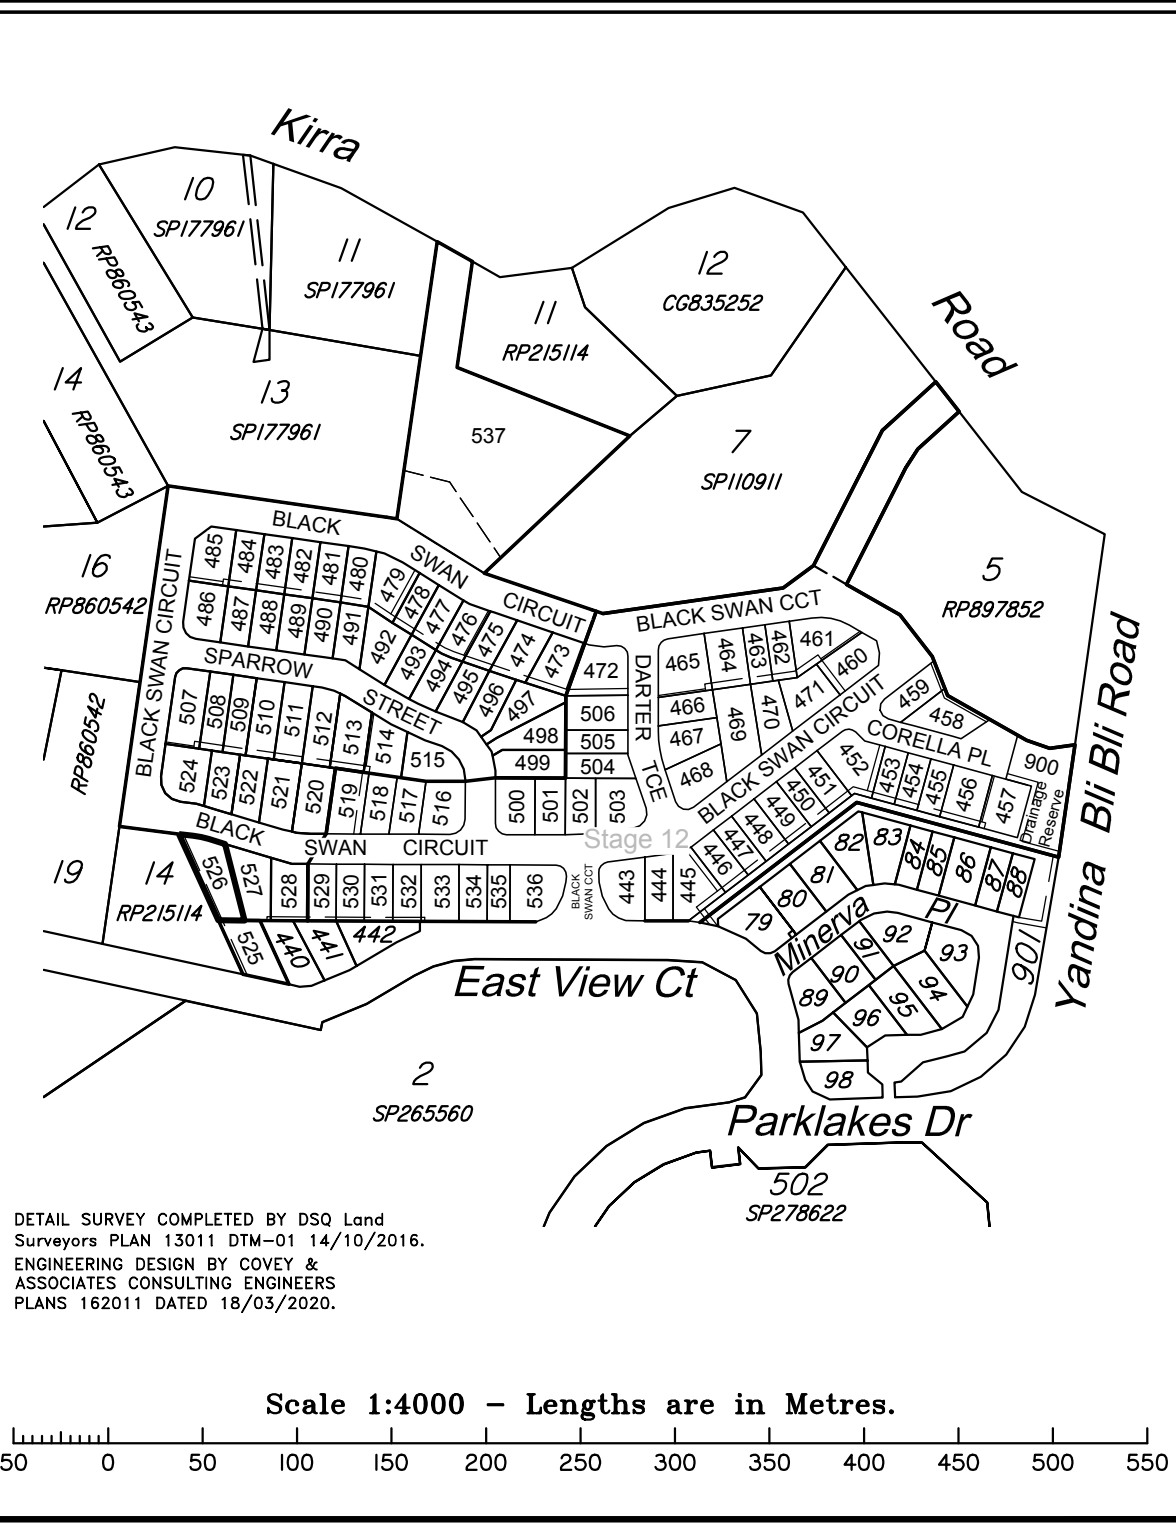 Kirra
Road
10
SP177961
12
RP860543
11
SP177961
12
CG835252
11
RP215114
14
RP860543
13
SP177961
537
7
SP110911
5
RP897852
16
RP860542
RP860542
19
14
RP215114
BLACK
SWAN
CIRCUIT
BLACK SWAN CCT
BLACK SWAN CIRCUIT
485
484
483
482
481
480
479
478
477
476
475
474
473
472
486
487
488
489
490
491
492
493
494
495
496
497
498
499
SPARROW
STREET
507
508
509
510
511
512
513
514
515
506
505
504
524
523
522
521
520
519
518
517
516
500
501
502
503
DARTER
TCE
465
464
463
462
461
460
466
467
468
469
470
471
BLACK SWAN CIRCUIT
459
458
CORELLA PL
452
453
454
455
456
457
900
Drainage
Reserve
451
450
449
448
447
446
Stage 12
BLACK
SWAN
CIRCUIT
526
527
528
529
530
531
532
533
534
535
536
BLACK
SWAN CCT
443
444
445
525
440
441
442
79
80
81
82
83
84
85
86
87
88
Minerva
Pl
89
90
91
92
93
94
95
96
97
98
901
Yandina Bli Bli Road
East View Ct
2
SP265560
Parklakes Dr
502
SP278622
DETAIL SURVEY COMPLETED BY DSQ Land
Surveyors PLAN 13011 DTM-01 14/10/2016.
ENGINEERING DESIGN BY COVEY &
ASSOCIATES CONSULTING ENGINEERS
PLANS 162011 DATED 18/03/2020.
Scale 1:4000 - Lengths are in Metres.
50 0 50 100 150 200 250 300 350 400 450 500 550